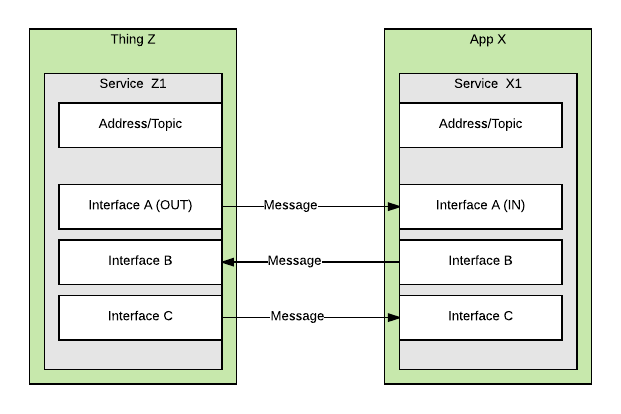 Thing Z
App X
Service  Z1
Service  X1
Address/Topic
Address/Topic
Interface A (OUT)
Message
Interface A (IN)
Interface B
Message
Interface B
Interface C
Message
Interface C